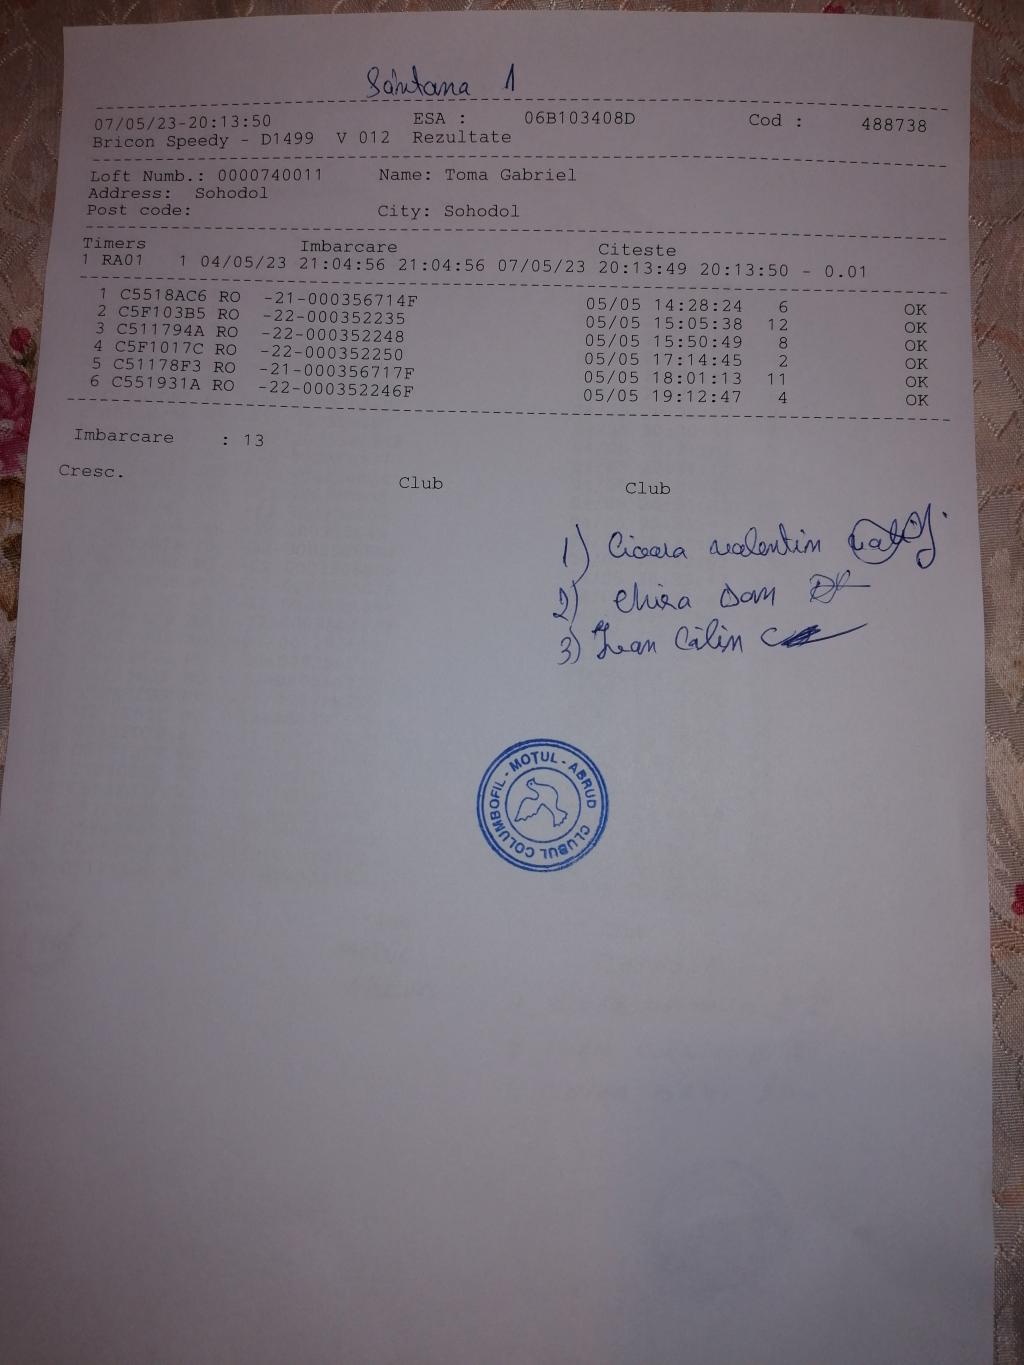 Sântana 1
07/05/23-20:13:50 ESA : 06B103408D Cod : 488738
Bricon Speedy - D1499 V 012 Rezultate
Loft Numb.: 0000740011 Name: Toma Gabriel
Address: Sohodol
Post code: City: Sohodol
Timers Imbarcare Citeste
1 RA01 1 04/05/23 21:04:56 21:04:56 07/05/23 20:13:49 20:13:50 - 0.01
1 C5518AC6 RO -21-000356714F 05/05 14:28:24 6 OK
2 C5F103B5 RO -22-000352235 05/05 15:05:38 12 OK
3 C511794A RO -22-000352248 05/05 15:50:49 8 OK
4 C5F1017C RO -22-000352250 05/05 17:14:45 2 OK
5 C51178F3 RO -21-000356717F 05/05 18:01:13 11 OK
6 C551931A RO -22-000352246F 05/05 19:12:47 4 OK
Imbarcare : 13
Cresc. Club Club
1) valentin
2) Chira Dan
3) Călin
CLUBUL COLUMBOFIL - MOTUL - ABRUD